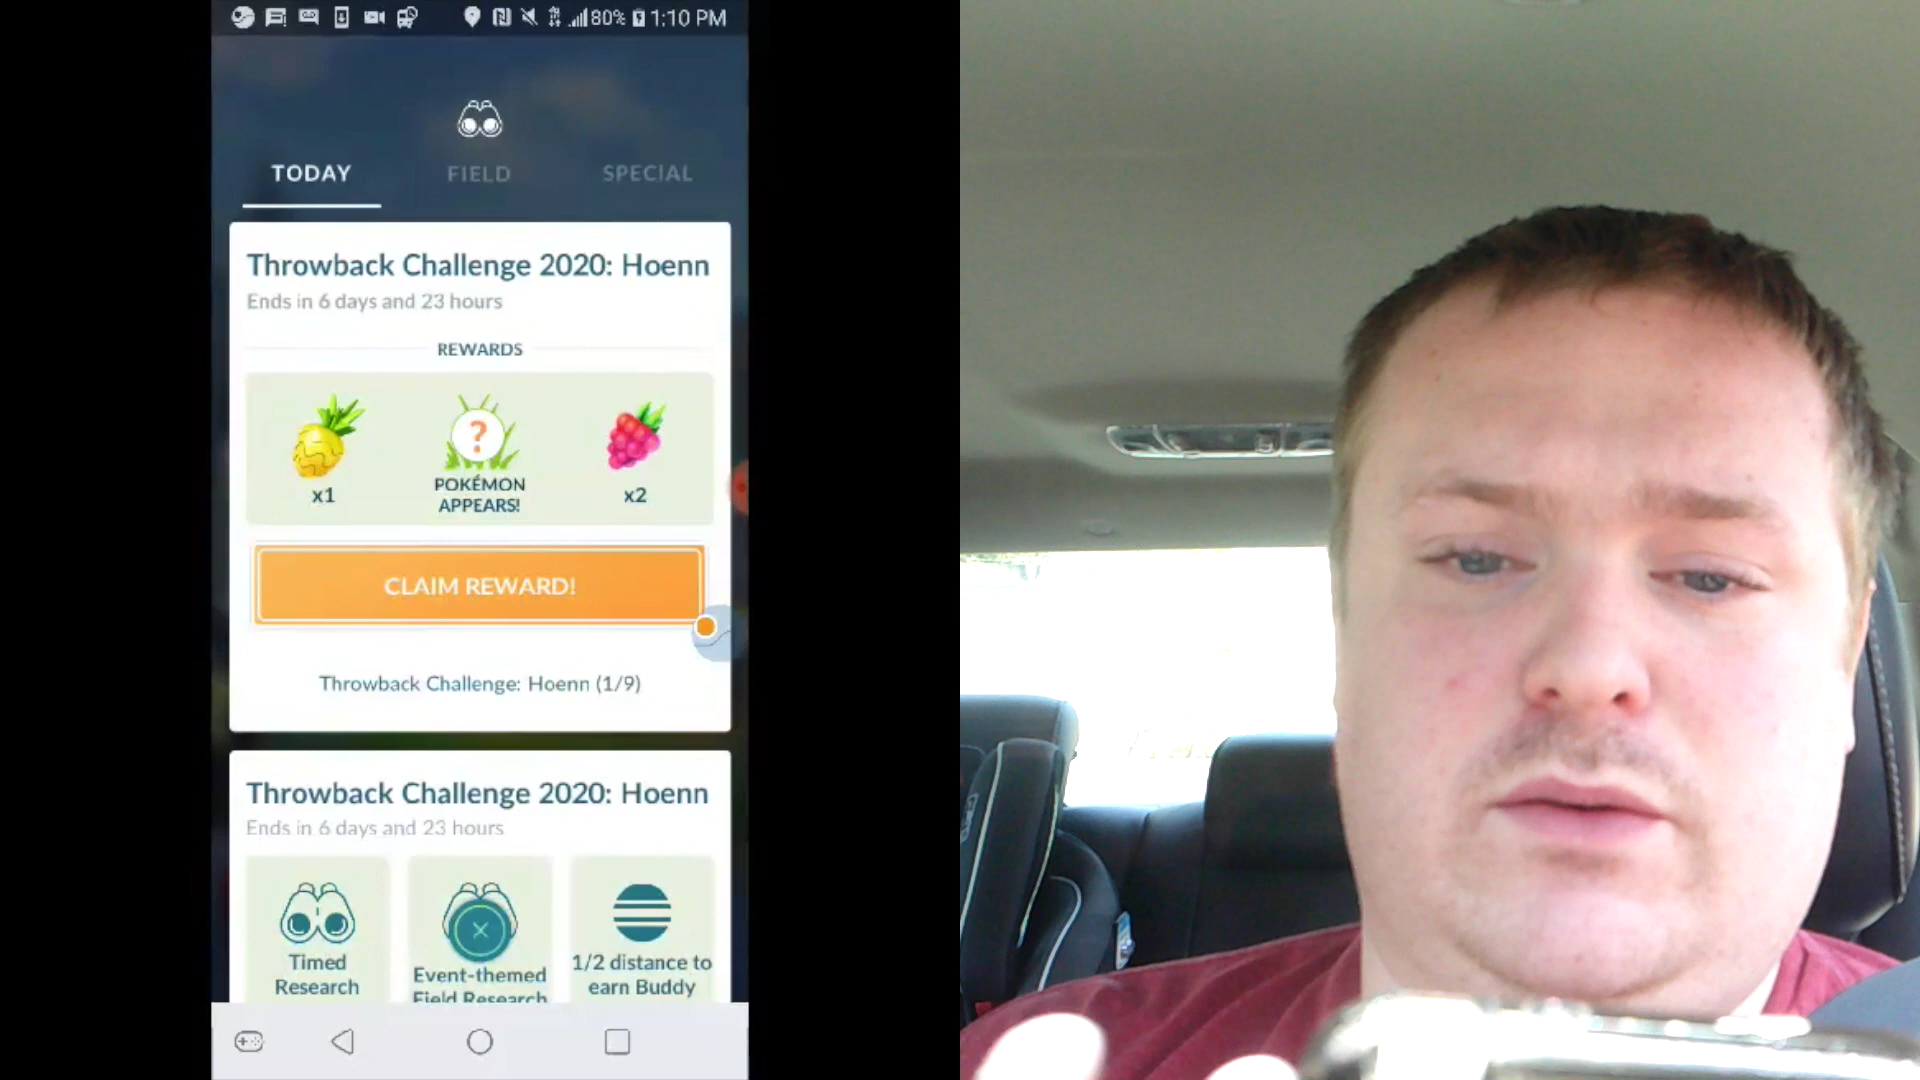 80% 1:10 PM
TODAY FIELD SPECIAL
Throwback Challenge 2020: Hoenn
Ends in 6 days and 23 hours
REWARDS
x1
POKÉMON
APPEARS!
x2
CLAIM REWARD!
Throwback Challenge: Hoenn (1/9)
Throwback Challenge 2020: Hoenn
Ends in 6 days and 23 hours
Timed
Research
Event-themed
Field Research
1/2 distance to
earn Buddy